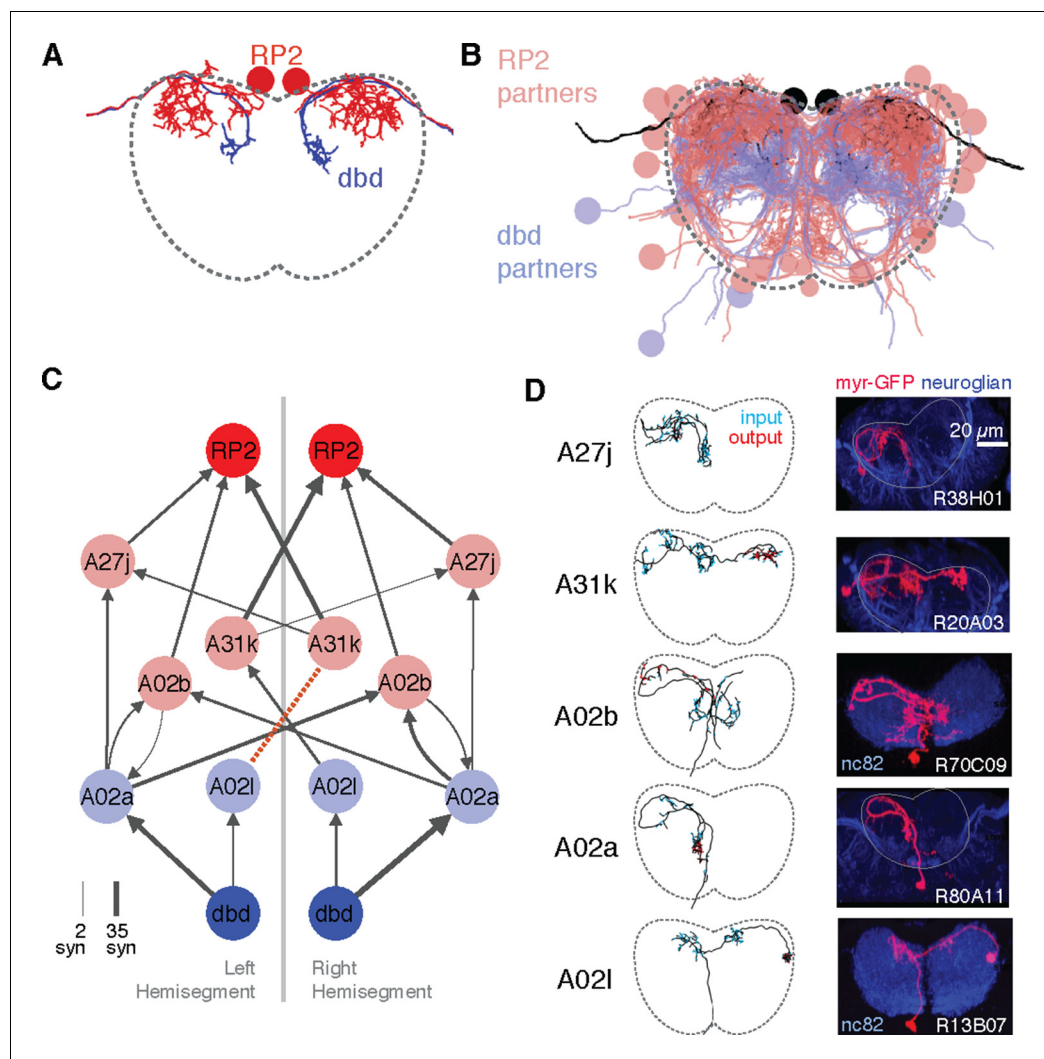 A
RP2
dbd
B
RP2
partners
dbd
partners
C
RP2
RP2
A27j
A27j
A31k
A31k
A02b
A02b
A02l
A02l
A02a
A02a
dbd
dbd
2
syn
35
syn
Left
Hemisegment
Right
Hemisegment
D
myr-GFP neuroglian
A27j
input
output
20 µm
R38H01
A31k
R20A03
A02b
nc82
R70C09
A02a
R80A11
A02l
nc82
R13B07